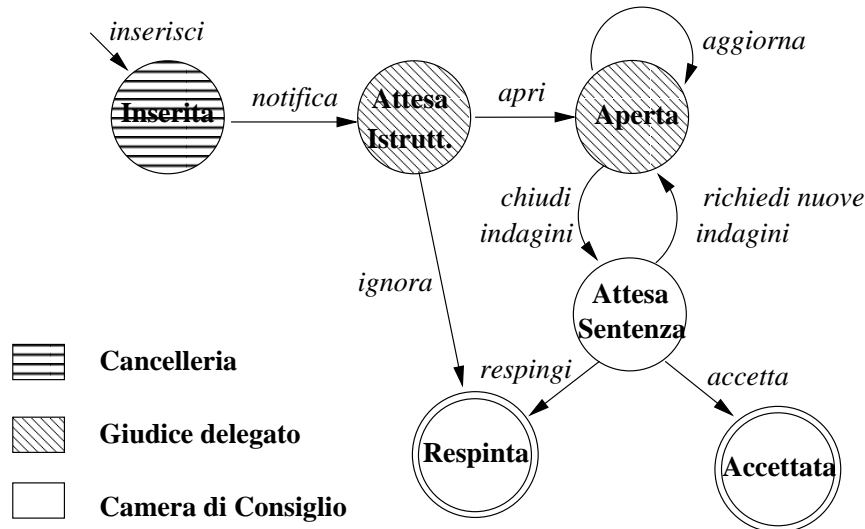 inserisci
aggiorna
notifica
apri
Inserita
Attesa
Istrutt.
Aperta
chiudi
indagini
richiedi nuove
indagini
ignora
Attesa
Sentenza
Cancelleria
respingi
accetta
Giudice delegato
Respinta
Accettata
Camera di Consiglio